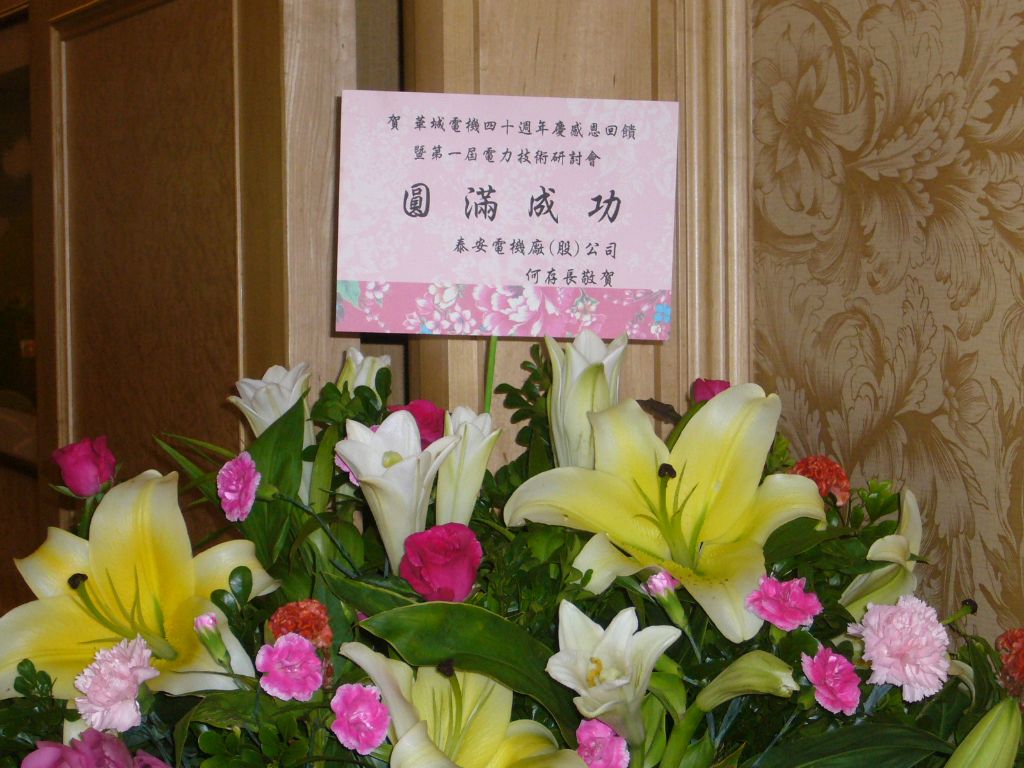 賀 華城電機四十週年慶感恩回饋
暨第一屆電力技術研討會
圓滿成功
泰安電機廠(股)公司
何存長敬賀